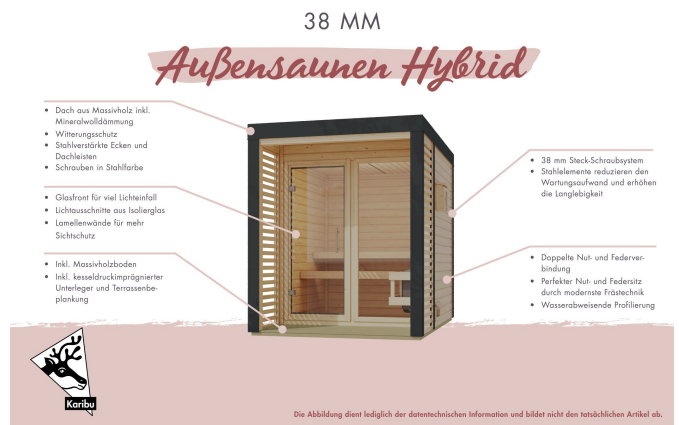 38 MM
Außensaunen Hybrid
• Dach aus Massivholz inkl.
Mineralwolldämmung
• Witterungsschutz
• Stahlverstärkte Ecken und
Dachleisten
• Schrauben in Stahlfarbe
• Glasfront für viel Lichteinfall
• Lichtausschnitte aus Isolierglas
• Lamellenwände für mehr
Sichtschutz
• Inkl. Massivholzboden
• Inkl. kesseldruckimprägnierter
Unterleger und Terrassenbe-
plankung
• 38 mm Steck-Schraubsystem
• Stahlelemente reduzieren den
Wartungsaufwand und erhöhen
die Langlebigkeit
• Doppelte Nut- und Federver-
bindung
• Perfekter Nut- und Federsitz
durch modernste Frästechnik
• Wasserabweisende Profilierung
Karibu
Die Abbildung dient lediglich der datentechnischen Information und bildet nicht den tatsächlichen Artikel ab.